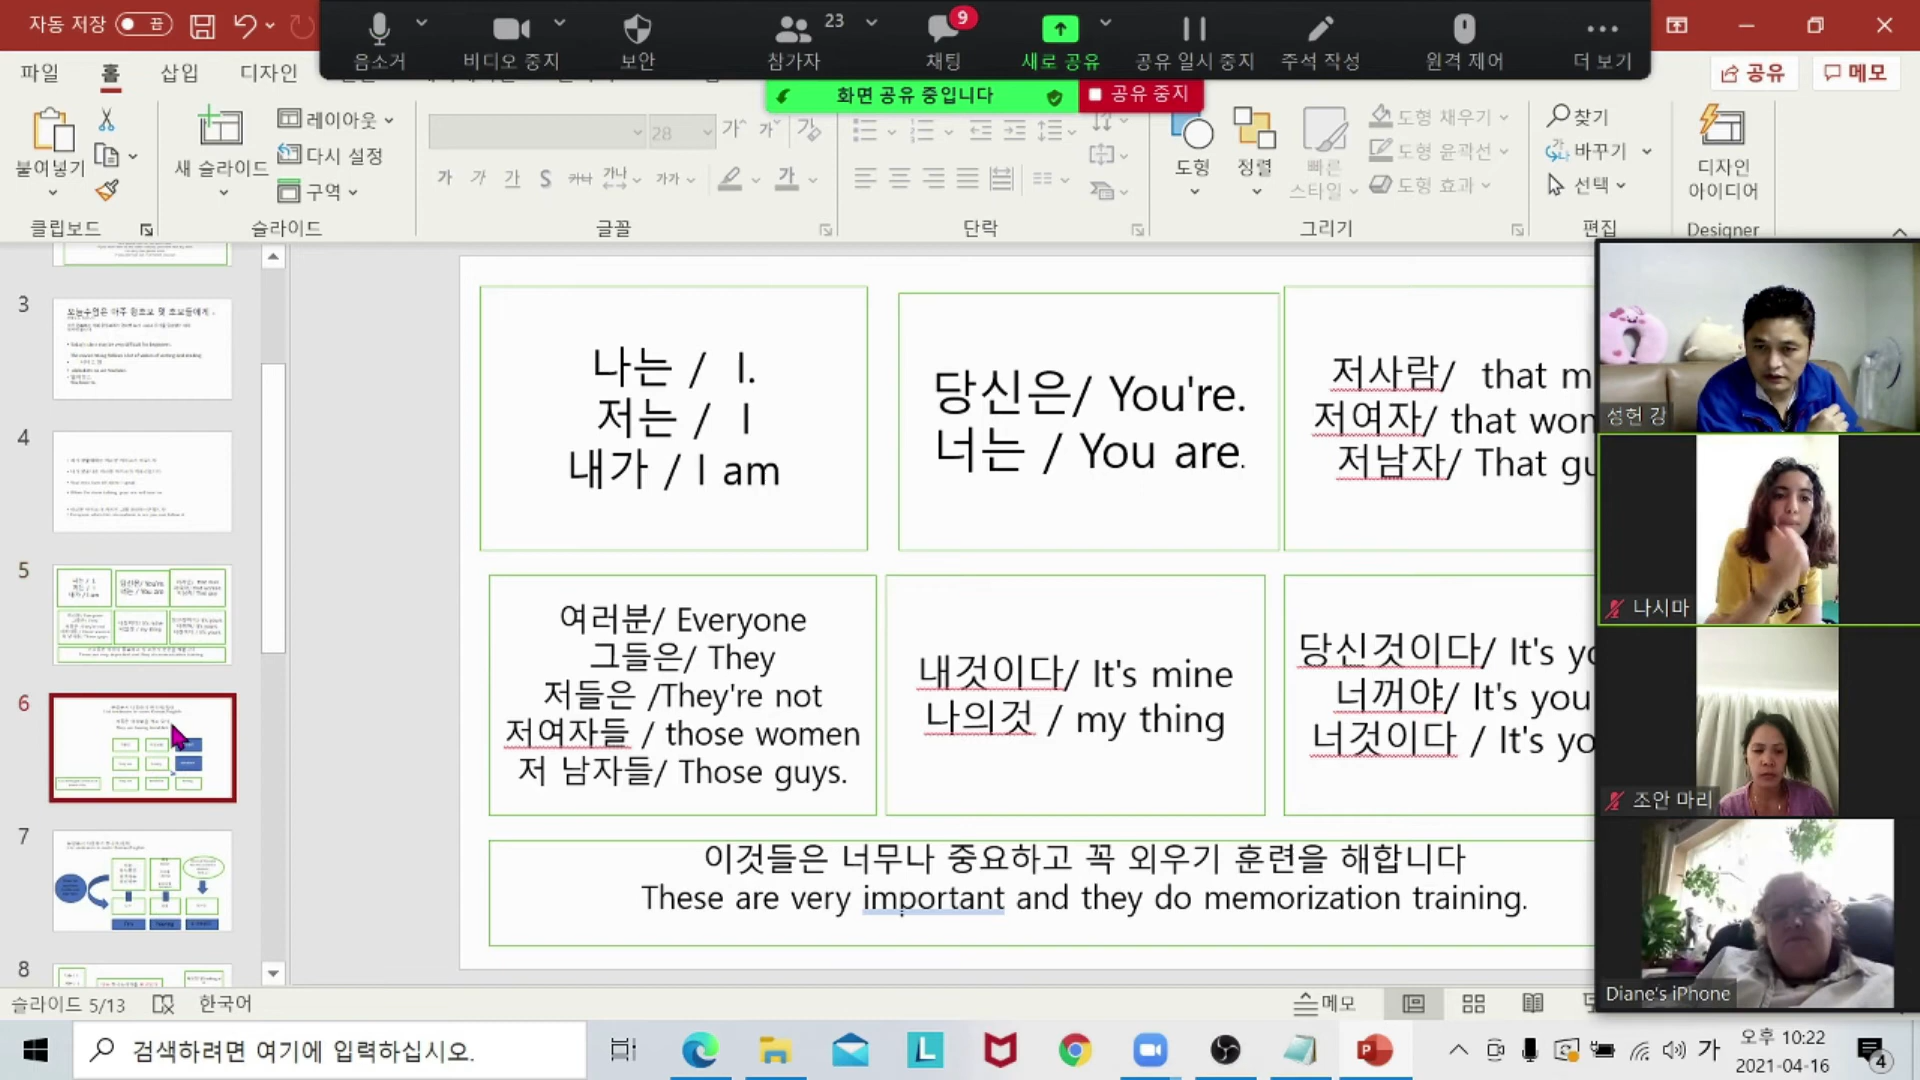 자동 저장 끔
음소거
비디오 중지
보안
23
참가자
9
채팅
새로 공유
공유 일시 중지
주석 작성
원격 제어
더 보기
화면 공유 중입니다
공유 중지
파일
홈
삽입
디자인
공유
메모
붙여넣기
새 슬라이드
레이아웃
다시 설정
구역
28
도형
정렬
빠른
스타일
도형 채우기
도형 윤곽선
도형 효과
찾기
바꾸기
선택
디자인
아이디어
클립보드
슬라이드
글꼴
단락
그리기
편집
Designer
3
4
5
6
7
8
나는 / I.
저는 / I
내가 / I am
당신은/ You're.
너는 / You are.
저사람/ that m
저여자/ that wom
저남자/ That gu
여러분/ Everyone
그들은/ They
저들은 /They're not
저여자들 / those women
저 남자들/ Those guys.
내것이다/ It's mine
나의것 / my thing
당신것이다/ It's yo
너꺼야/ It's you
너것이다 / It's yo
이것들은 너무나 중요하고 꼭 외우기 훈련을 해합니다
These are very important and they do memorization training.
성헌 강
나시마
조안 마리
Diane's iPhone
슬라이드 5/13
한국어
메모
검색하려면 여기에 입력하십시오.
가
오후 10:22
2021-04-16
4